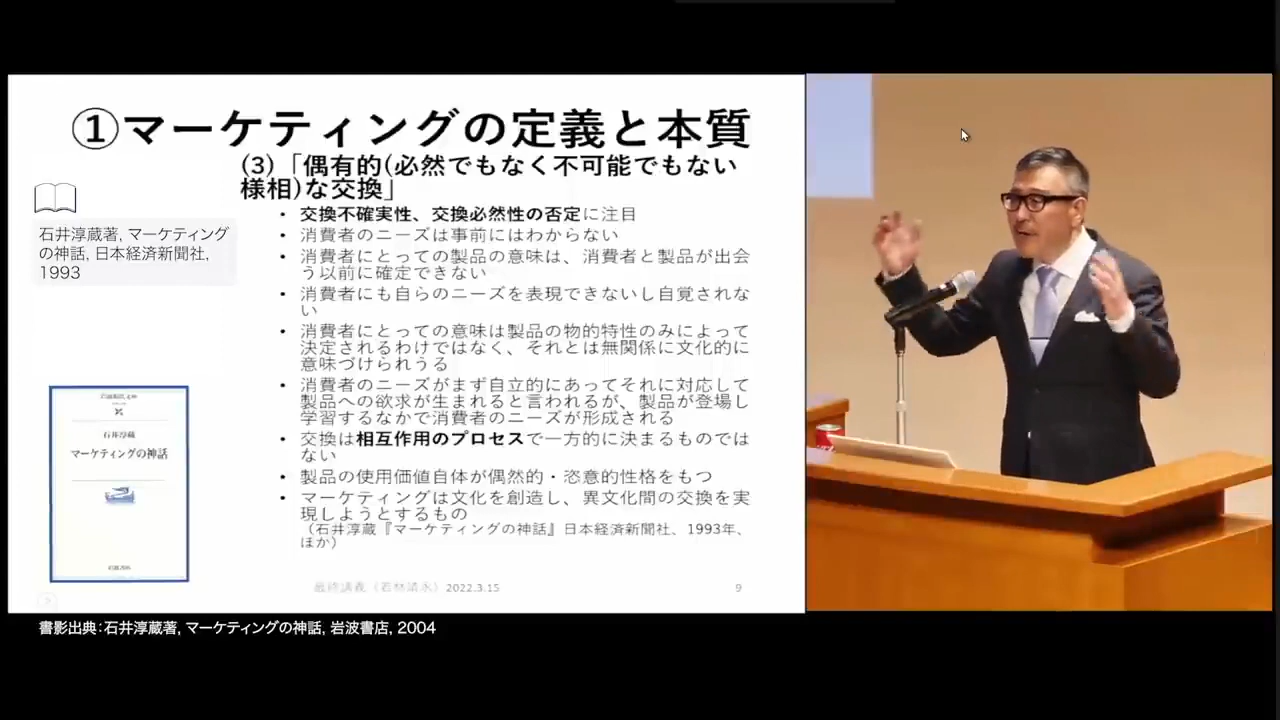 ①マーケティングの定義と本質
(3)「偶有的(必然でもなく不可能でもない
様相)な交換」
石井淳蔵著, マーケティング
の神話, 日本経済新聞社,
1993
・ 交換不確実性、交換必然性の否定に注目
・ 消費者のニーズは事前にはわからない
・ 消費者にとっての製品の意味は、消費者と製品が出会
う以前に確定できない
・ 消費者にも自らのニーズを表現できないし自覚されな
い
・ 消費者にとっての意味は製品の物的特性のみによって
決定されるわけではなく、それとは無関係に文化的に
意味づけられうる
・ 消費者のニーズがまず自立的にあってそれに対応して
製品への欲求が生まれると言われるが、製品が登場し
学習するなかで消費者のニーズが形成される
・ 交換は相互作用のプロセスで一方的に決まるものでは
ない
・ 製品の使用価値自体が偶然的・恣意的性格をもつ
・ マーケティングは文化を創造し、異文化間の交換を実
現しようとするもの
（石井淳蔵『マーケティングの神話』日本経済新聞社、1993年、
ほか）
石井淳蔵
マーケティングの神話
最終講義（若林靖永）2022.3.15
9
書影出典：石井淳蔵著, マーケティングの神話, 岩波書店, 2004